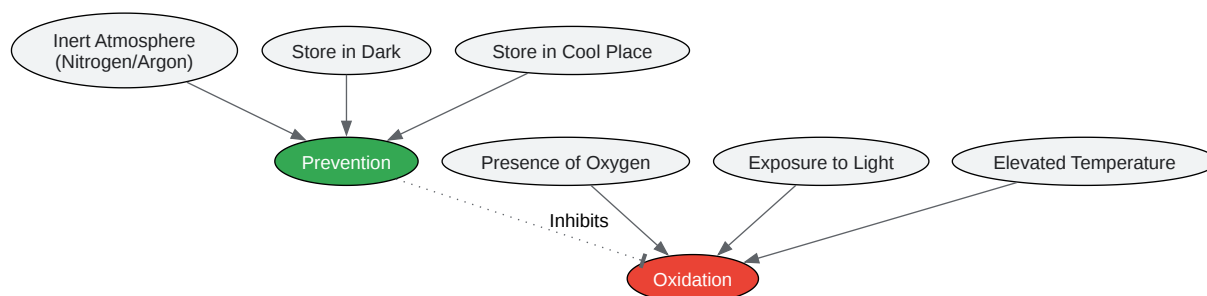 Inert Atmosphere
(Nitrogen/Argon)
Store in Dark
Store in Cool Place
Prevention
Presence of Oxygen
Exposure to Light
Elevated Temperature
Inhibits
Oxidation